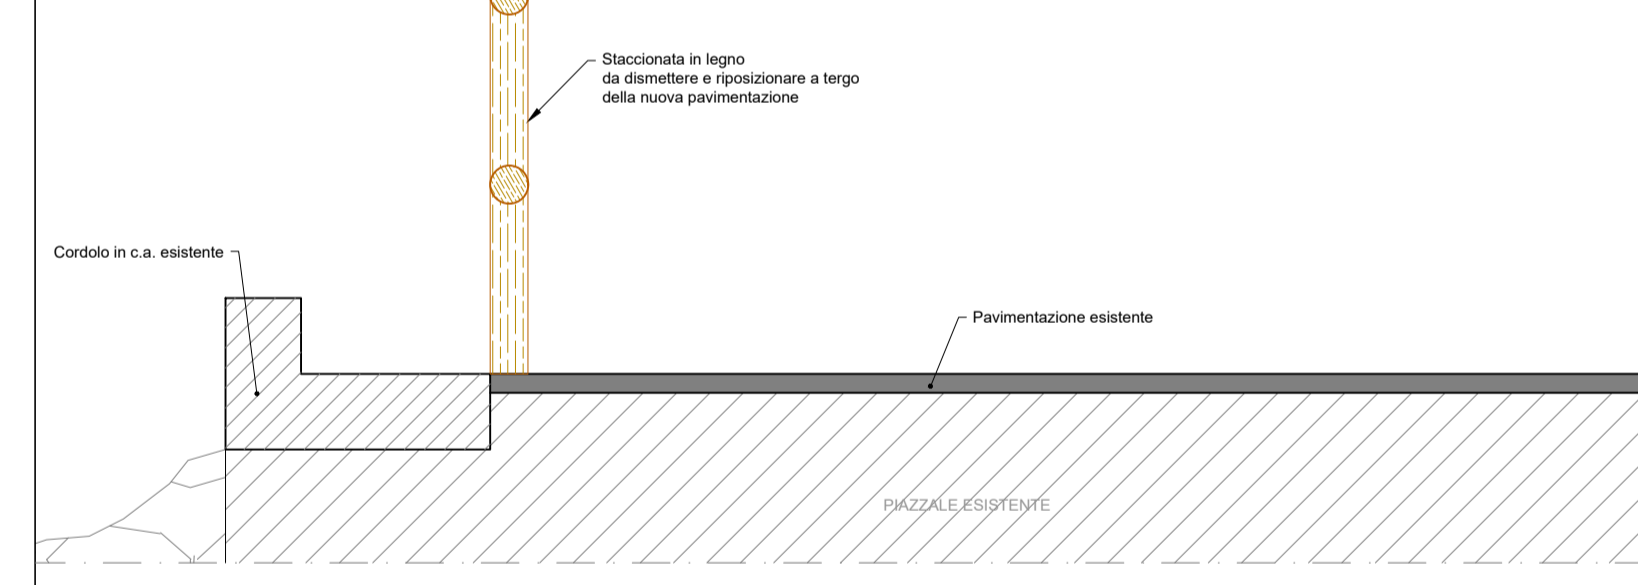 Staccionata in legno
da dismettere e riposizionare a tergo
della nuova pavimentazione
Cordolo in c.a. esistente
Pavimentazione esistente
PIAZZALE ESISTENTE